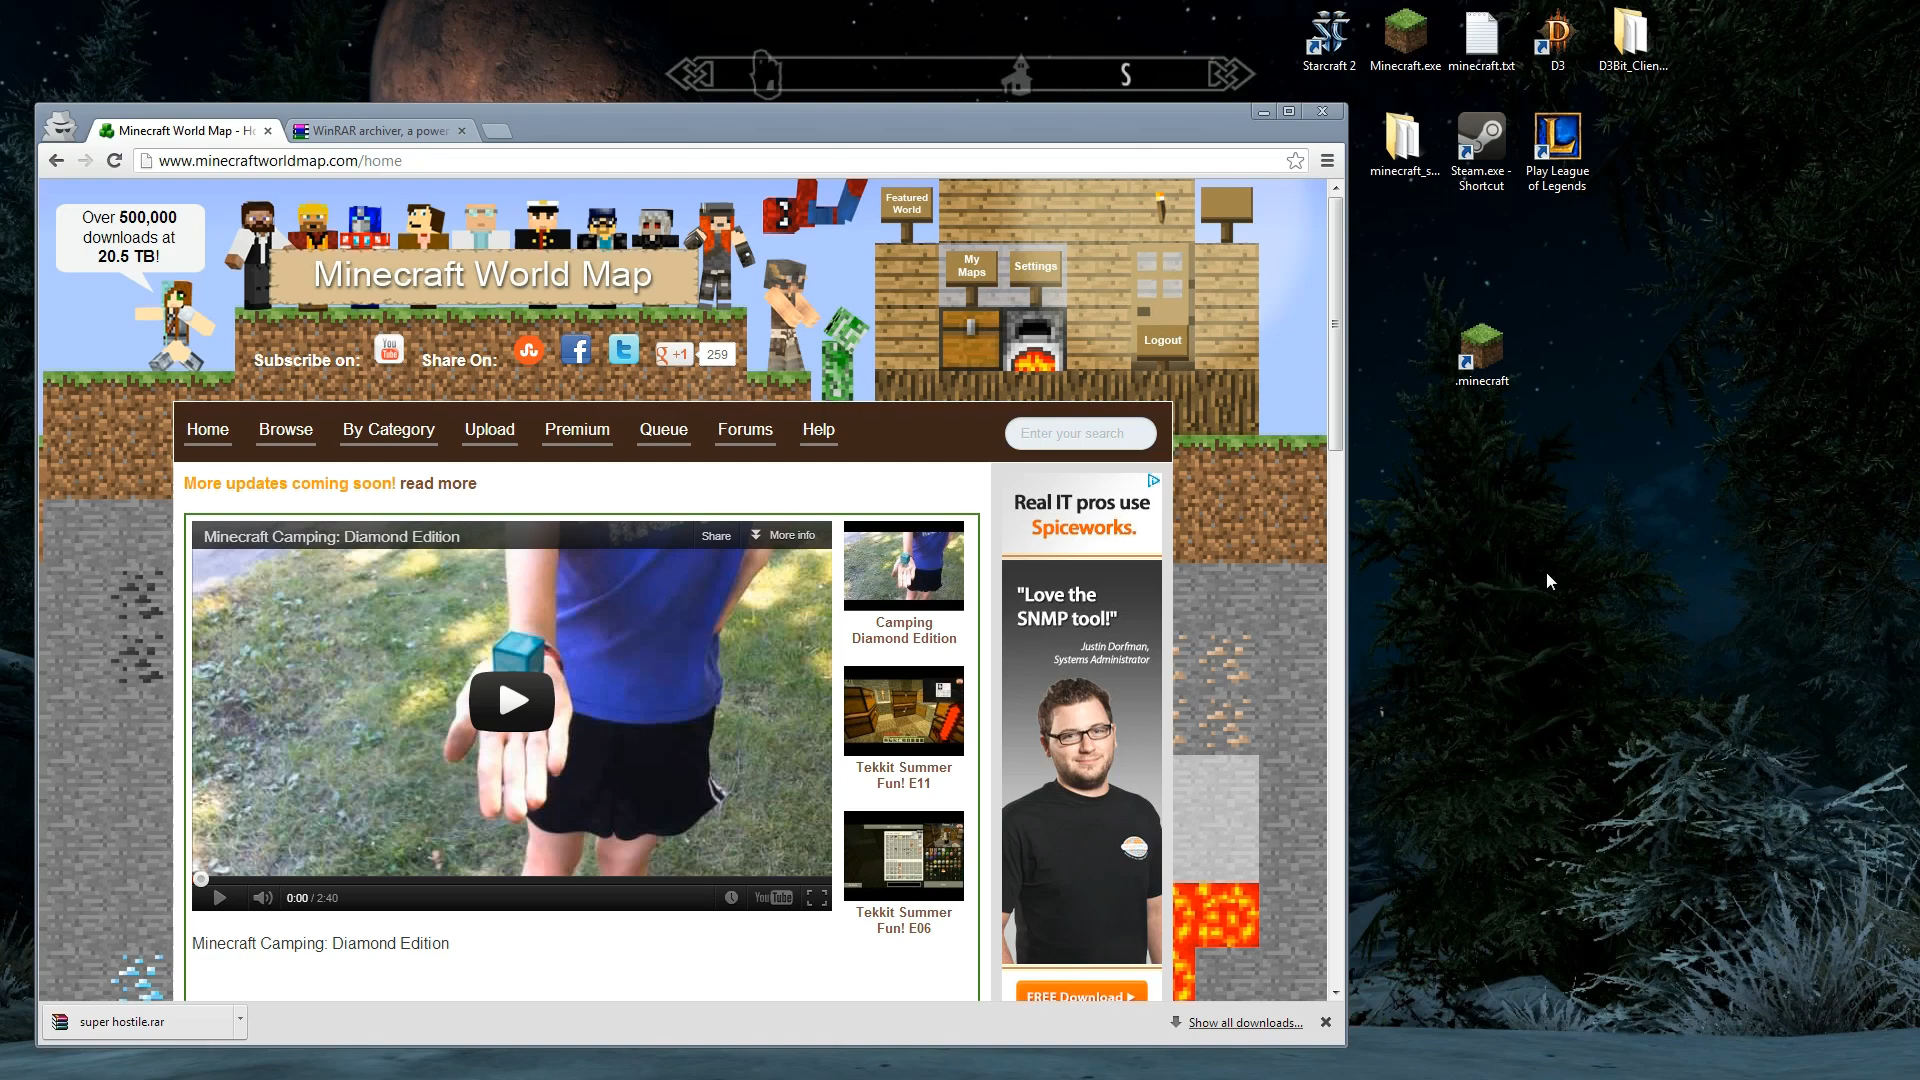 S
Starcraft 2
Minecraft.exe
minecraft.txt
D3
D3Bit_Clien...
minecraft_s...
Steam.exe -
Shortcut
Play League
of Legends
.minecraft
Minecraft World Map - Ho
WinRAR archiver, a power
www.minecraftworldmap.com/home
Over 500,000
downloads at
20.5 TB!
Minecraft World Map
Subscribe on:
You
Tube
Share On:
+1
259
Featured
World
My
Maps
Settings
Logout
Home
Browse
By Category
Upload
Premium
Queue
Forums
Help
Enter your search
More updates coming soon! read more
Minecraft Camping: Diamond Edition
Share
More info
0:00 / 2:40
YouTube
Minecraft Camping: Diamond Edition
Camping
Diamond Edition
Tekkit Summer
Fun! E11
Tekkit Summer
Fun! E06
Real IT pros use
Spiceworks.
"Love the
SNMP tool!"
Justin Dorfman,
Systems Administrator
FREE Download
super hostile.rar
Show all downloads...